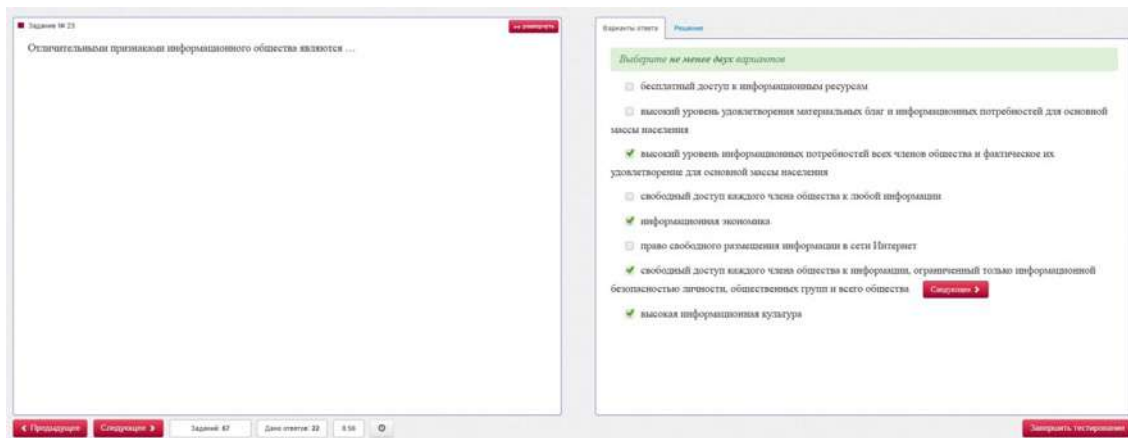 Задание № 23
развернуть
Отличительными признаками информационного общества являются …
Варианты ответа Решение
Выберите не менее двух вариантов
бесплатный доступ к информационным ресурсам
высокий уровень удовлетворения материальных благ и информационных потребностей для основной
массы населения
высокий уровень информационных потребностей всех членов общества и фактическое их
удовлетворение для основной массы населения
свободный доступ каждого члена общества к любой информации
информационная экономика
право свободного размещения информации в сети Интернет
свободный доступ каждого члена общества к информации, ограниченный только информационной
безопасностью личности, общественных групп и всего общества Следующее
высокая информационная культура
Предыдущее Следующее Заданий: 67 Дано ответов: 22 8:56 Завершить тестирование